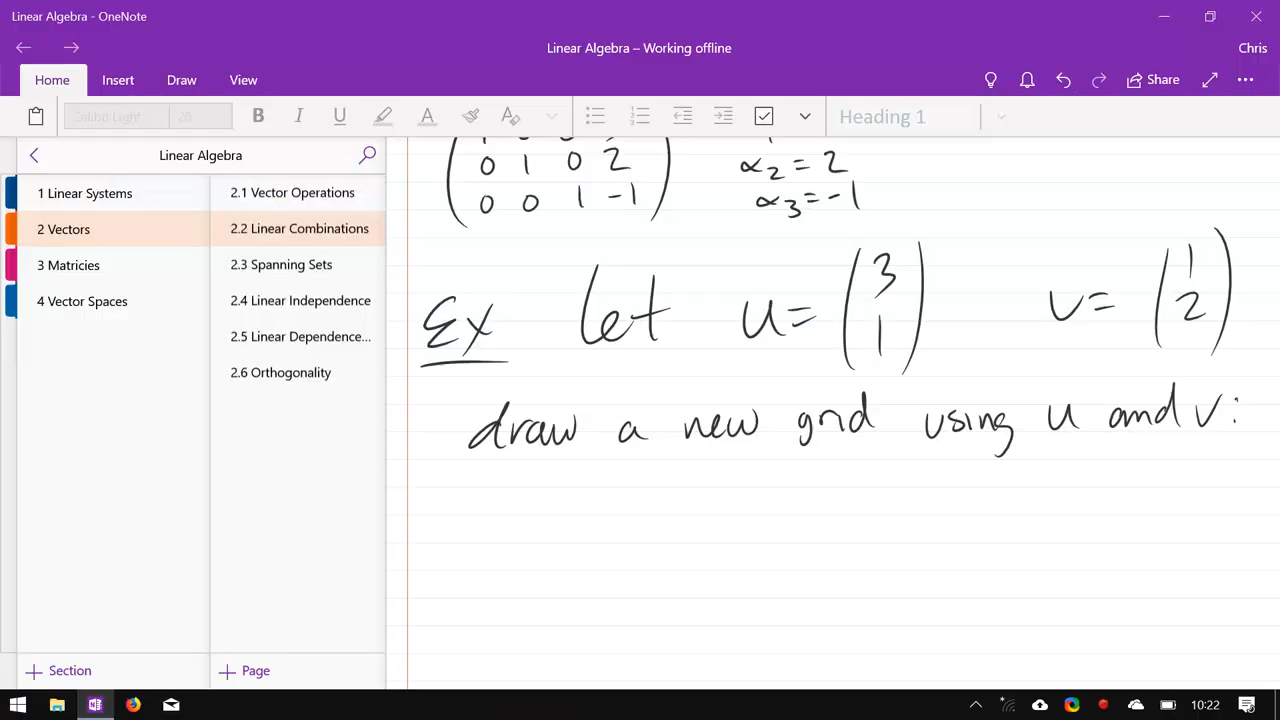 Linear Algebra - OneNote
Linear Algebra – Working offline
Chris
Home Insert Draw View
Share
Calibri Light 20
B I U A
Heading 1
Linear Algebra
1 Linear Systems
2 Vectors
3 Matricies
4 Vector Spaces
2.1 Vector Operations
2.2 Linear Combinations
2.3 Spanning Sets
2.4 Linear Independence
2.5 Linear Dependence...
2.6 Orthogonality
0 1 0 2 α₂ = 2
0 0 1 -1 α₃ = -1
Ex let u = (3 1) v = (1 2)
draw a new grid using u and v:
Section
Page
10:22